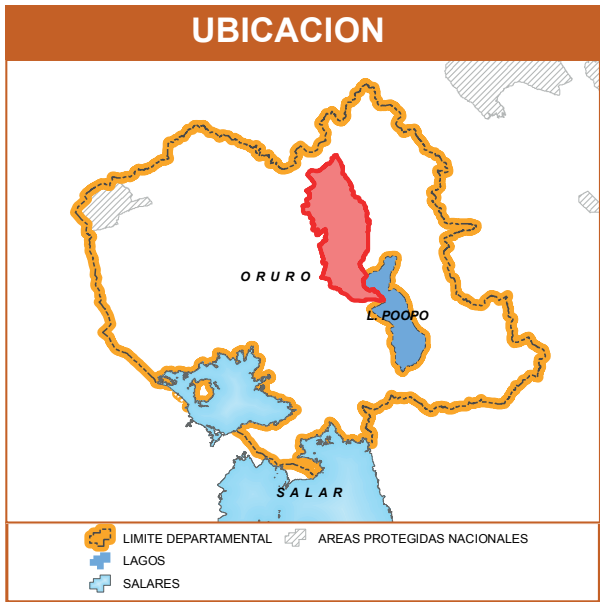 UBICACION
ORURO
L. POOPO
SALAR
LIMITE DEPARTAMENTAL
AREAS PROTEGIDAS NACIONALES
LAGOS
SALARES